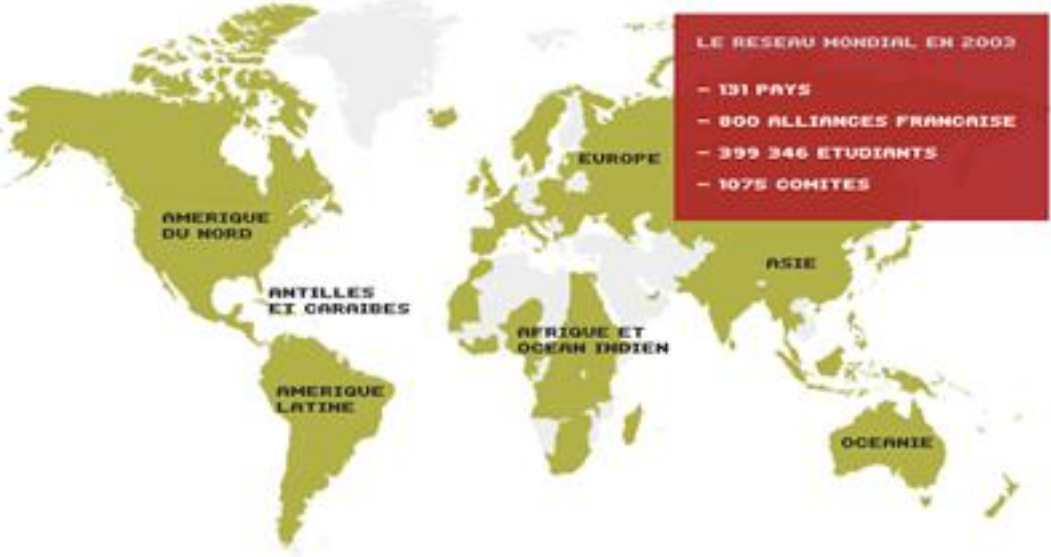 LE RESEAU MONDIAL EN 2003
– 131 PAYS
– 800 ALLIANCES FRANCAISE
– 399 346 ETUDIANTS
– 1075 COMITES
EUROPE
AMERIQUE
DU NORD
ASIE
ANTILLES
ET CARAIBES
AFRIQUE ET
OCEAN INDIEN
AMERIQUE
LATINE
OCEANIE